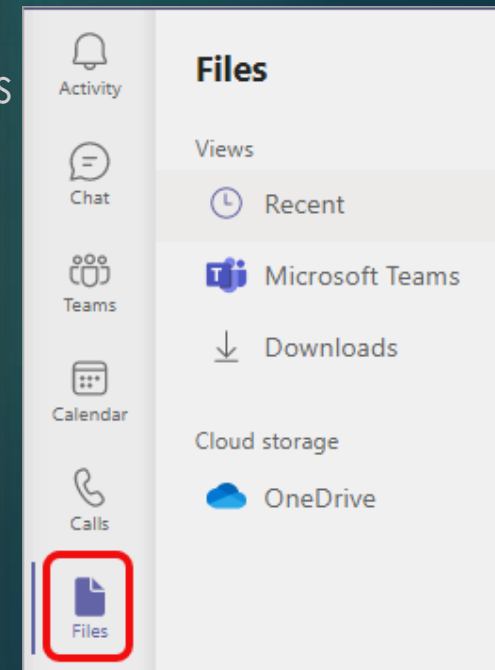 Activity
Chat
Teams
Calendar
Calls
Files
Files
Views
Recent
Microsoft Teams
Downloads
Cloud storage
OneDrive